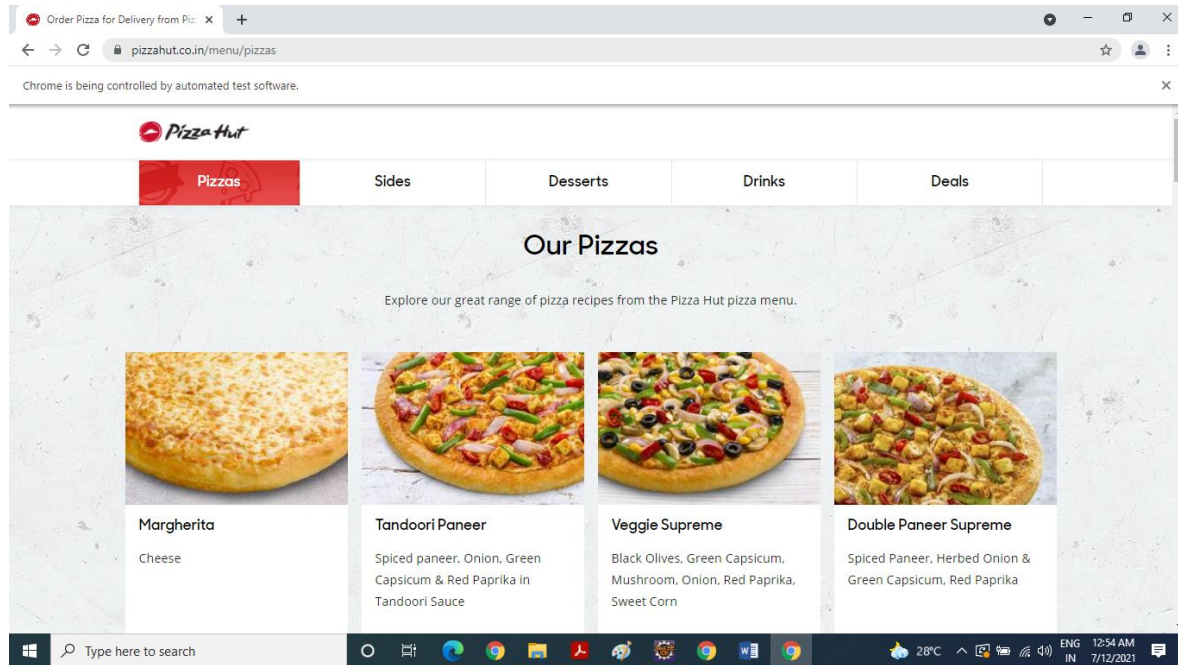 Order Pizza for Delivery from Piz
pizzahut.co.in/menu/pizzas
Chrome is being controlled by automated test software.
Pizza Hut
Pizzas Sides Desserts Drinks Deals
Our Pizzas
Explore our great range of pizza recipes from the Pizza Hut pizza menu.
Margherita
Cheese
Tandoori Paneer
Spiced paneer, Onion, Green
Capsicum & Red Paprika in
Tandoori Sauce
Veggie Supreme
Black Olives, Green Capsicum,
Mushroom, Onion, Red Paprika,
Sweet Corn
Double Paneer Supreme
Spiced Paneer, Herbed Onion &
Green Capsicum, Red Paprika
Type here to search
28°C
ENG
IN
12:54 AM
7/12/2021